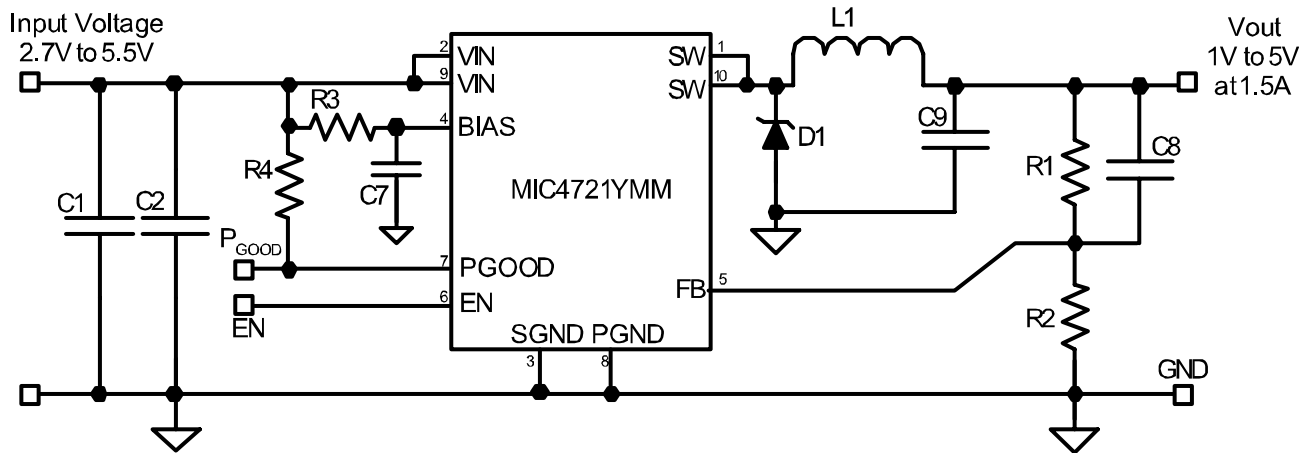 Input Voltage
2.7V to 5.5V
L1
Vout
1V to 5V
at 1.5A
2
VIN
9
VIN
1
SW
10
SW
R3
4
BIAS
D1
C9
R1
C8
R4
C7
MIC4721YMM
C1
C2
PGOOD
7
PGOOD
6
EN
EN
5
FB
R2
SGND
PGND
3
8
GND